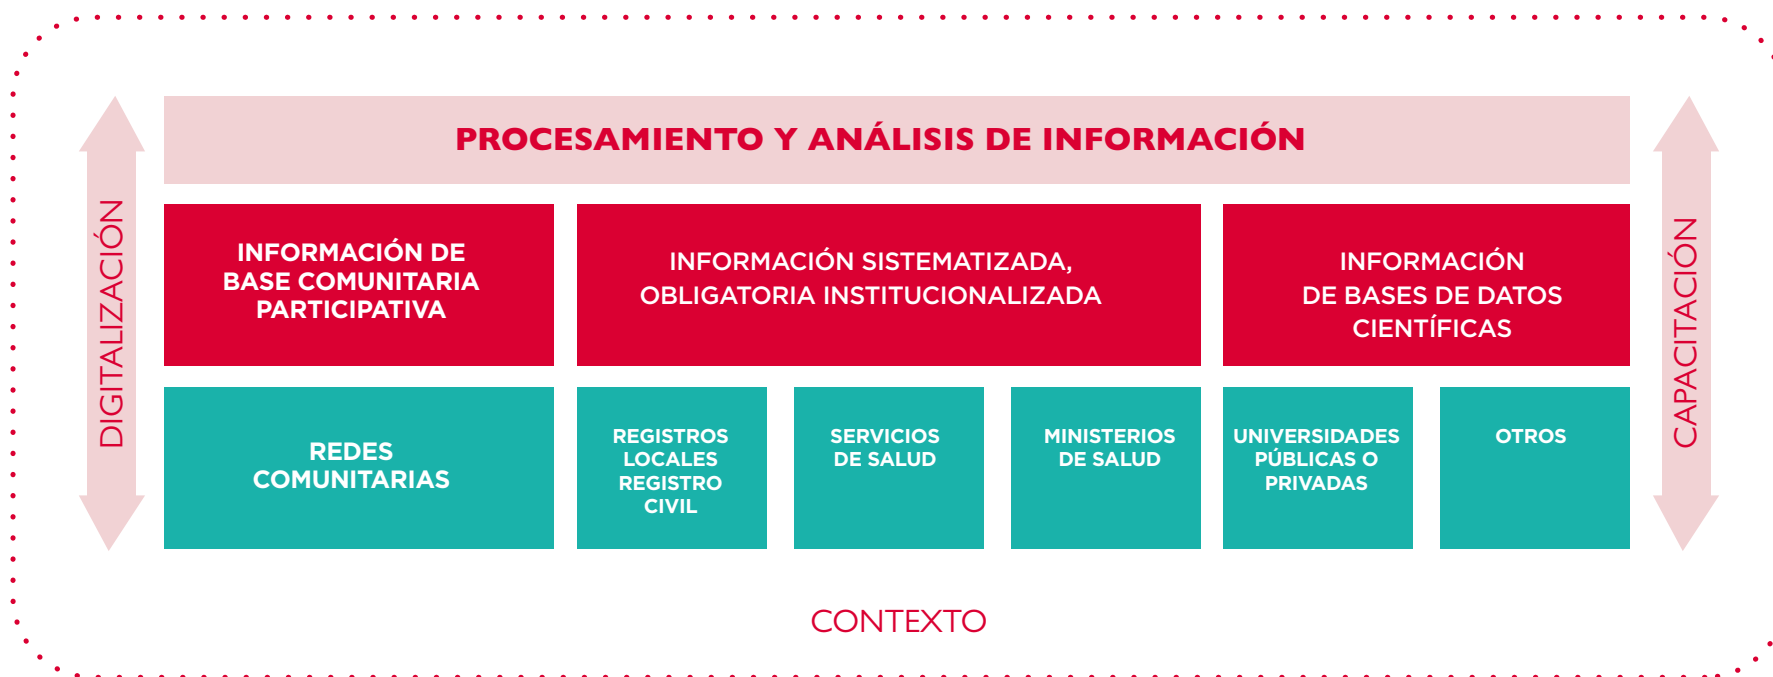 PROCESAMIENTO Y ANÁLISIS DE INFORMACIÓN
DIGITALIZACIÓN
INFORMACIÓN DE
BASE COMUNITARIA
PARTICIPATIVA
INFORMACIÓN SISTEMATIZADA,
OBLIGATORIA INSTITUCIONALIZADA
INFORMACIÓN
DE BASES DE DATOS
CIENTÍFICAS
CAPACITACIÓN
REDES
COMUNITARIAS
REGISTROS
LOCALES
REGISTRO
CIVIL
SERVICIOS
DE SALUD
MINISTERIOS
DE SALUD
UNIVERSIDADES
PÚBLICAS O
PRIVADAS
OTROS
CONTEXTO